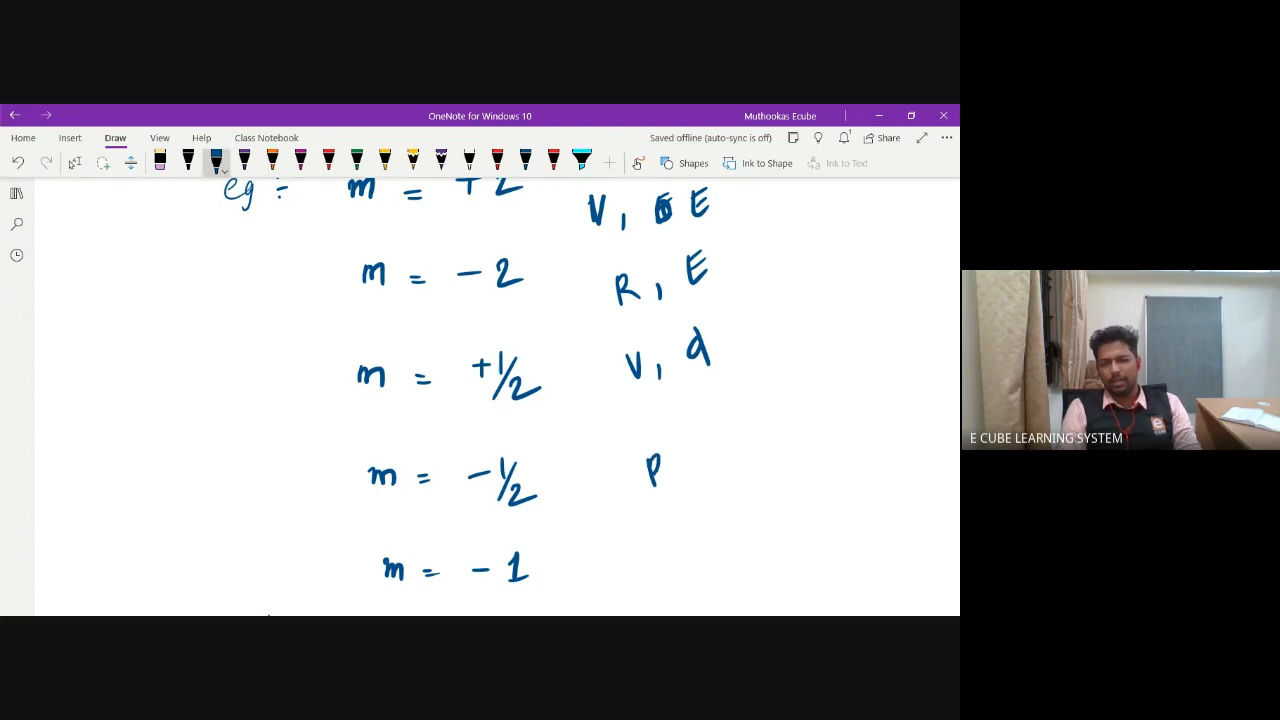 OneNote for Windows 10
Muthookas Ecube
Home Insert Draw View Help Class Notebook
Saved offline (auto-sync is off)
Share
Shapes
Ink to Shape
Ink to Text
eg :- m = +2 V, E
m = -2 R, E
m = +1/2 V, d
m = -1/2 P
m = -1
E CUBE LEARNING SYSTEM